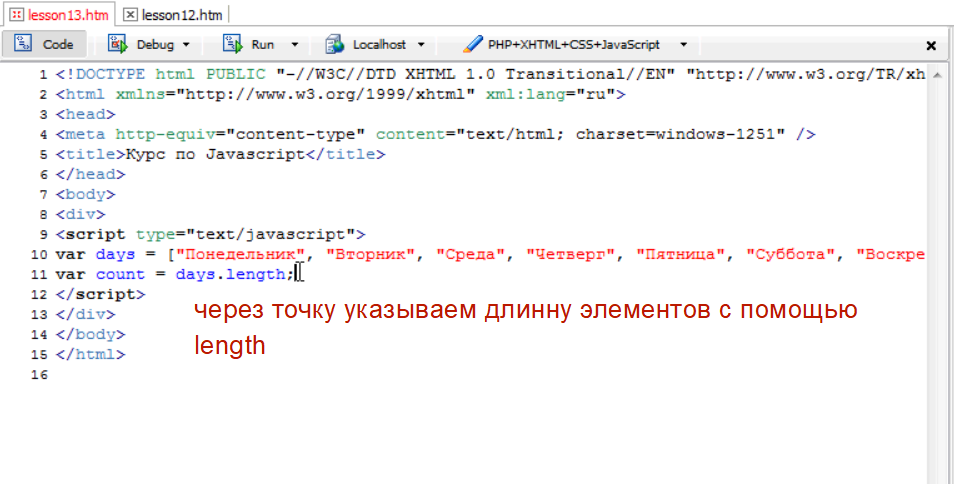 lesson13.htm lesson12.htm
Code Debug Run Localhost PHP+XHTML+CSS+JavaScript
1 <!DOCTYPE html PUBLIC "-//W3C//DTD XHTML 1.0 Transitional//EN" "http://www.w3.org/TR/xh
2 <html xmlns="http://www.w3.org/1999/xhtml" xml:lang="ru">
3 <head>
4 <meta http-equiv="content-type" content="text/html; charset=windows-1251" />
5 <title>Курс по Javascript</title>
6 </head>
7 <body>
8 <div>
9 <script type="text/javascript">
10 var days = ["Понедельник", "Вторник", "Среда", "Четверг", "Пятница", "Суббота", "Воскре
11 var count = days.length;
12 </script>
13 </div>
14 </body>
15 </html>
16
через точку указываем длинну элементов с помощью
length